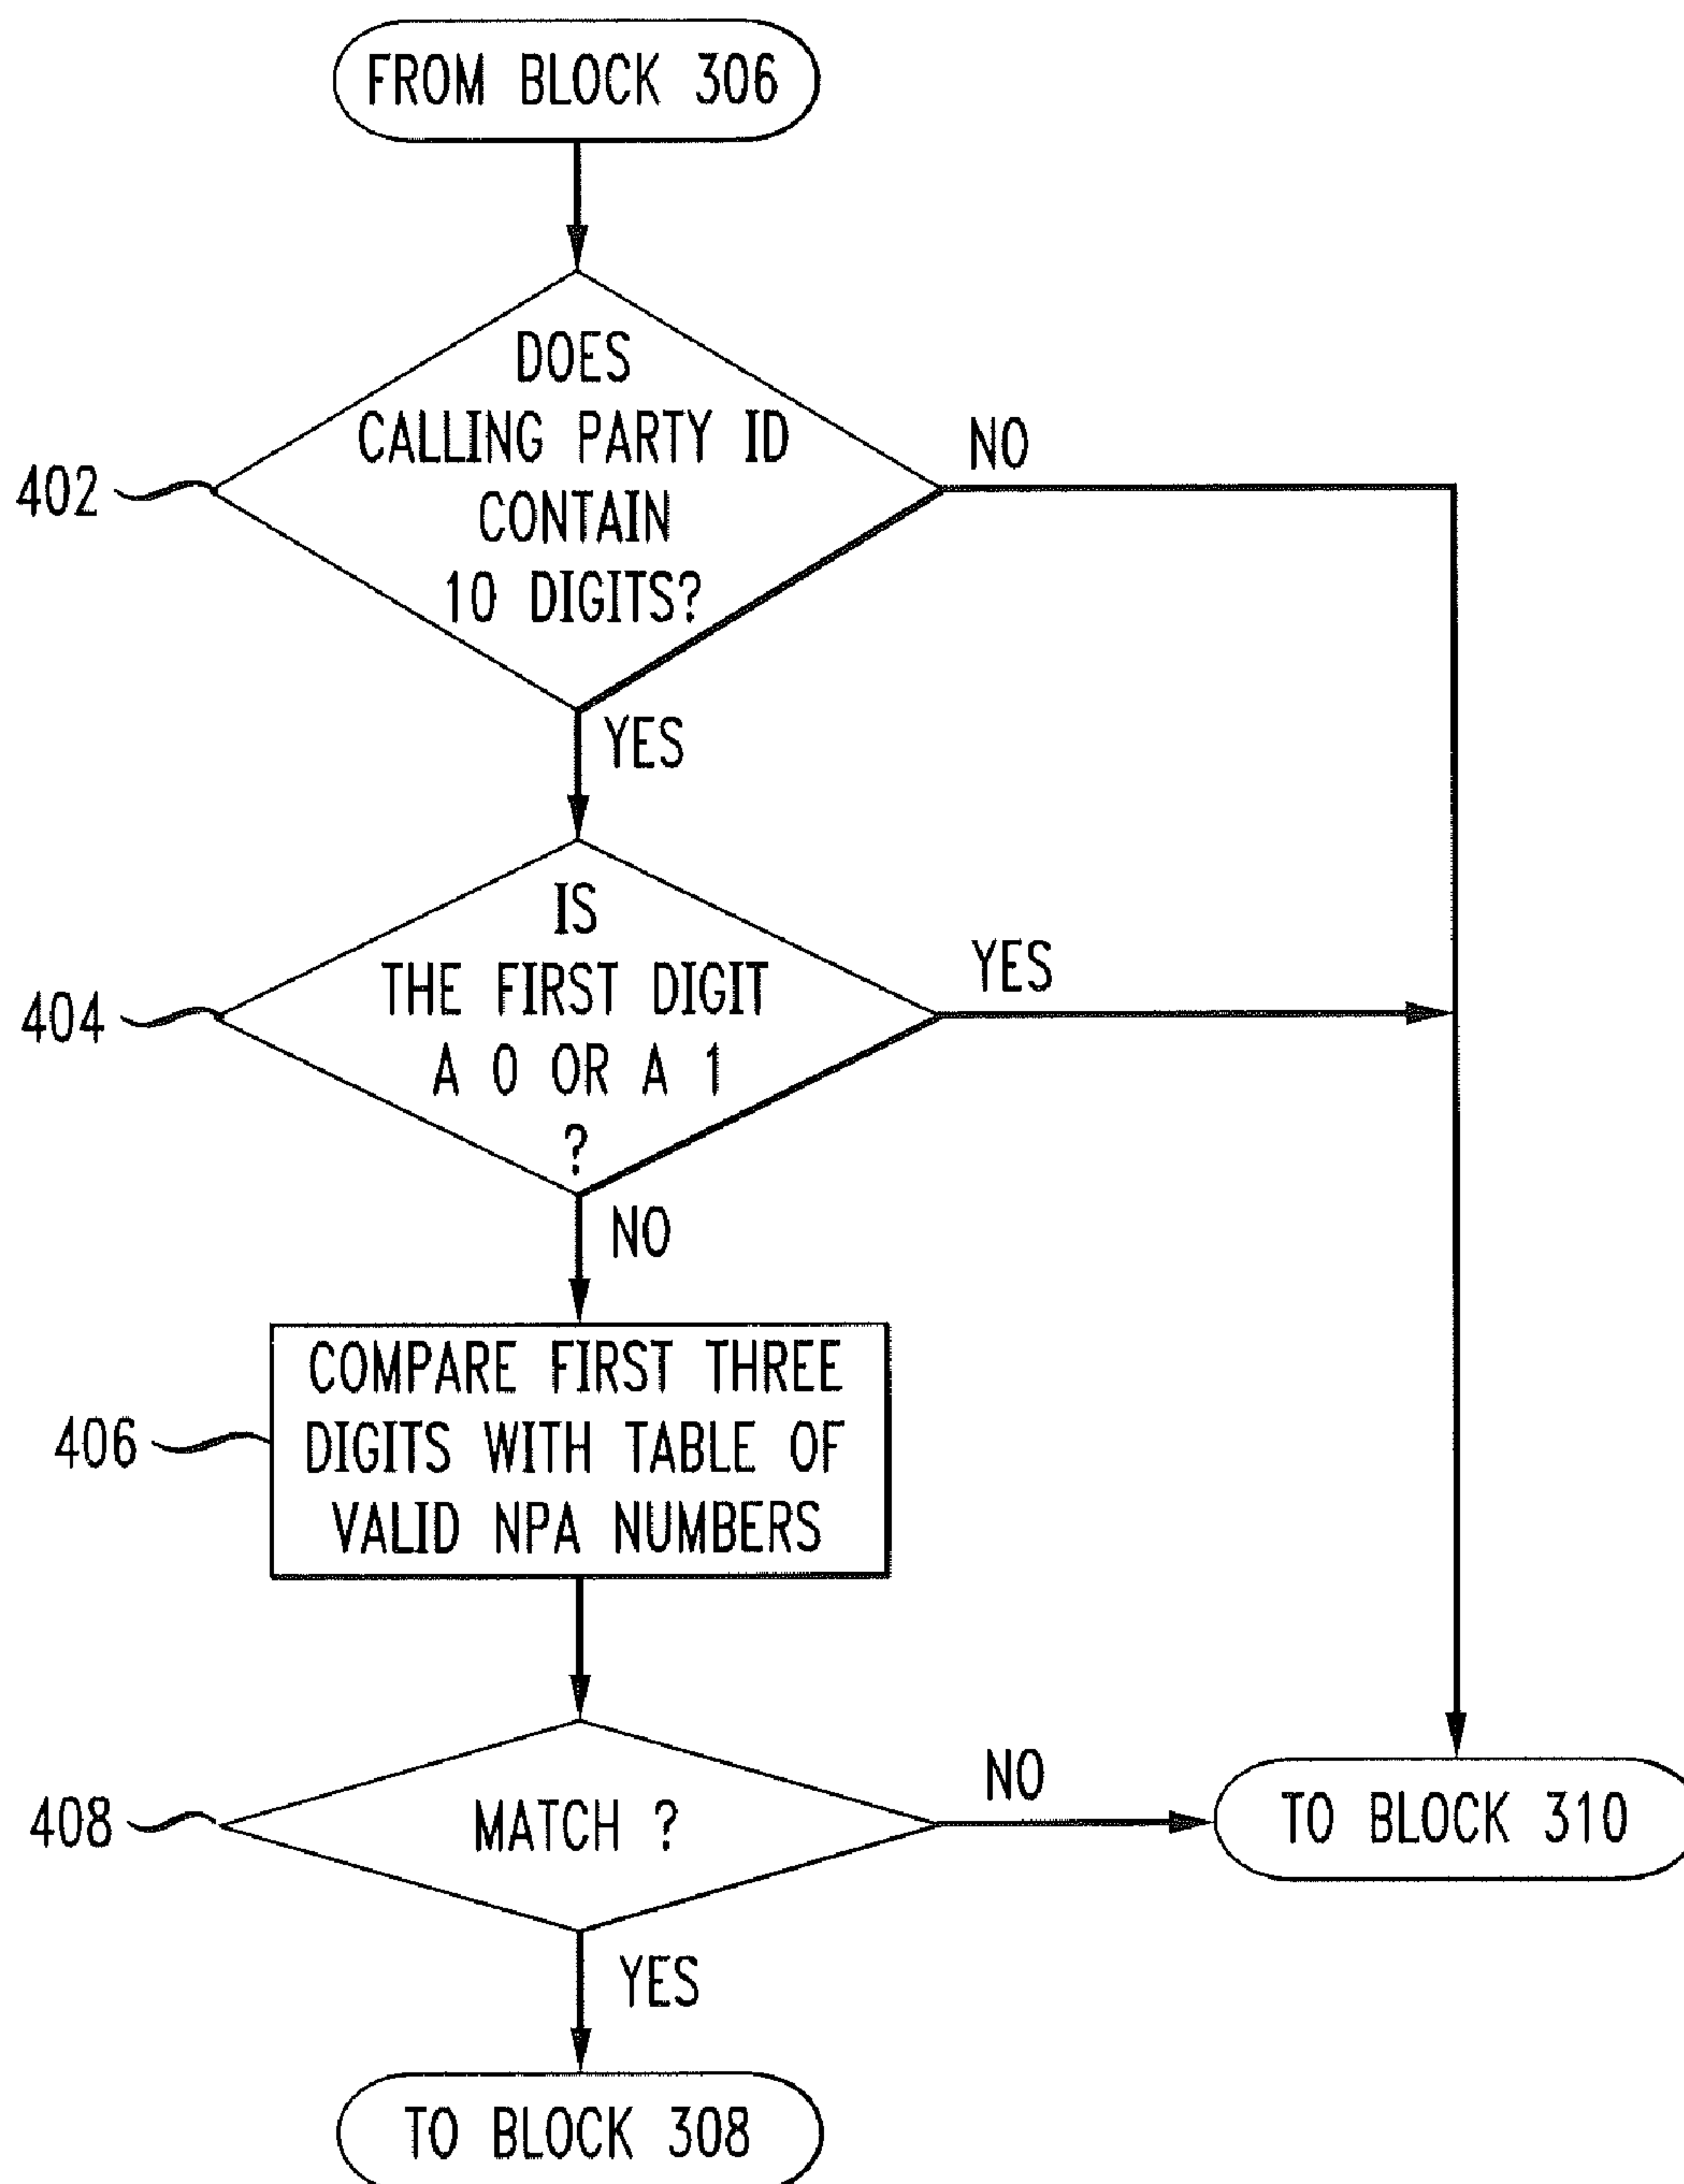 FROM BLOCK 306
DOES
CALLING PARTY ID
CONTAIN
10 DIGITS?
NO
402
YES
IS
THE FIRST DIGIT
A 0 OR A 1
?
YES
404
NO
COMPARE FIRST THREE
DIGITS WITH TABLE OF
VALID NPA NUMBERS
406
MATCH ?
NO
408
TO BLOCK 310
YES
TO BLOCK 308